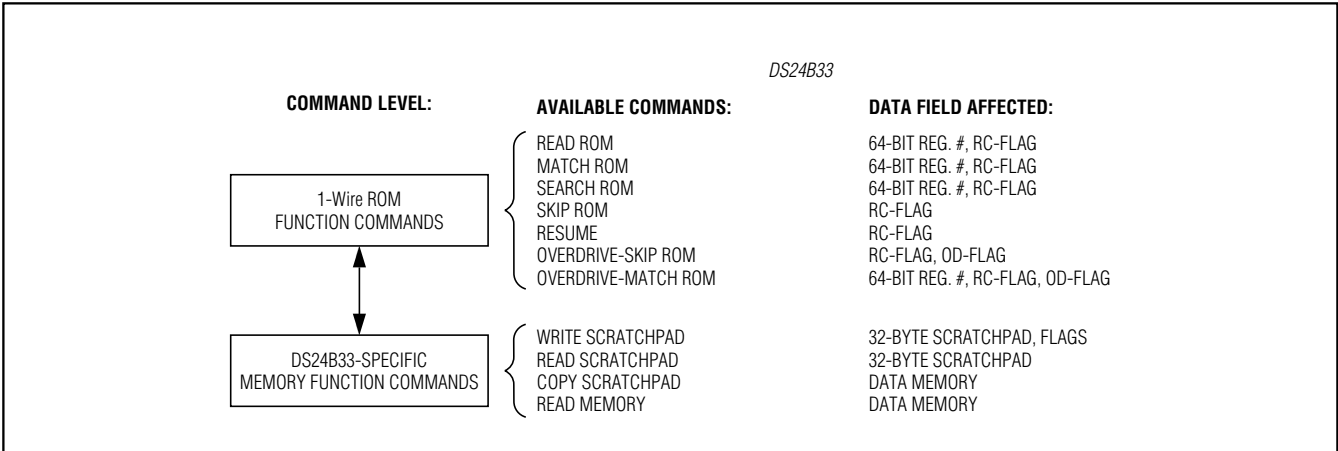 DS24B33
COMMAND LEVEL: AVAILABLE COMMANDS: DATA FIELD AFFECTED:
1-Wire ROM
FUNCTION COMMANDS
READ ROM 64-BIT REG. #, RC-FLAG
MATCH ROM 64-BIT REG. #, RC-FLAG
SEARCH ROM 64-BIT REG. #, RC-FLAG
SKIP ROM RC-FLAG
RESUME RC-FLAG
OVERDRIVE-SKIP ROM RC-FLAG, OD-FLAG
OVERDRIVE-MATCH ROM 64-BIT REG. #, RC-FLAG, OD-FLAG
DS24B33-SPECIFIC
MEMORY FUNCTION COMMANDS
WRITE SCRATCHPAD 32-BYTE SCRATCHPAD, FLAGS
READ SCRATCHPAD 32-BYTE SCRATCHPAD
COPY SCRATCHPAD DATA MEMORY
READ MEMORY DATA MEMORY